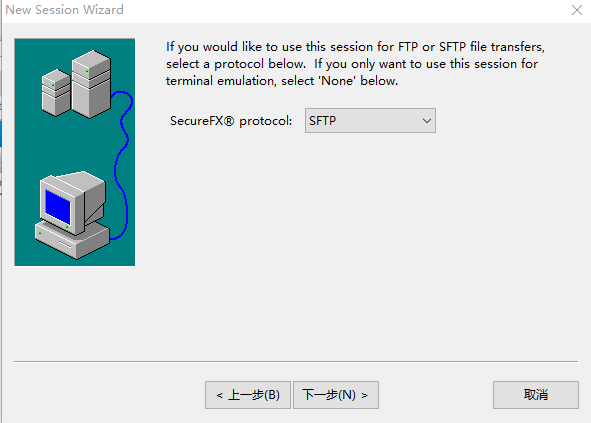 New Session Wizard
If you would like to use this session for FTP or SFTP file transfers,
select a protocol below.  If you only want to use this session for
terminal emulation, select 'None' below.
SecureFX® protocol: SFTP
< 上一步(B) 下一步(N) > 取消